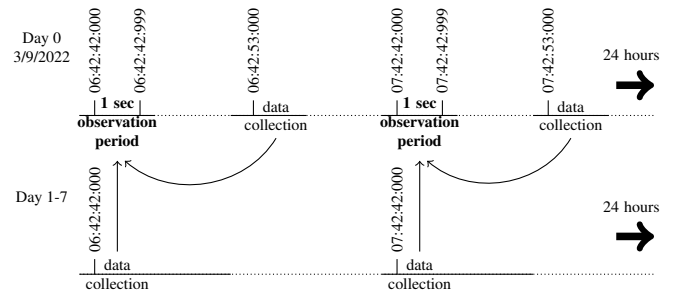 Day 0
3/9/2022
06:42:42:000
06:42:42:999
06:42:53:000
07:42:42:000
07:42:42:999
07:42:53:000
24 hours
1 sec
observation
period
data
collection
1 sec
observation
period
data
collection
Day 1-7
06:42:42:000
07:42:42:000
24 hours
data
collection
data
collection